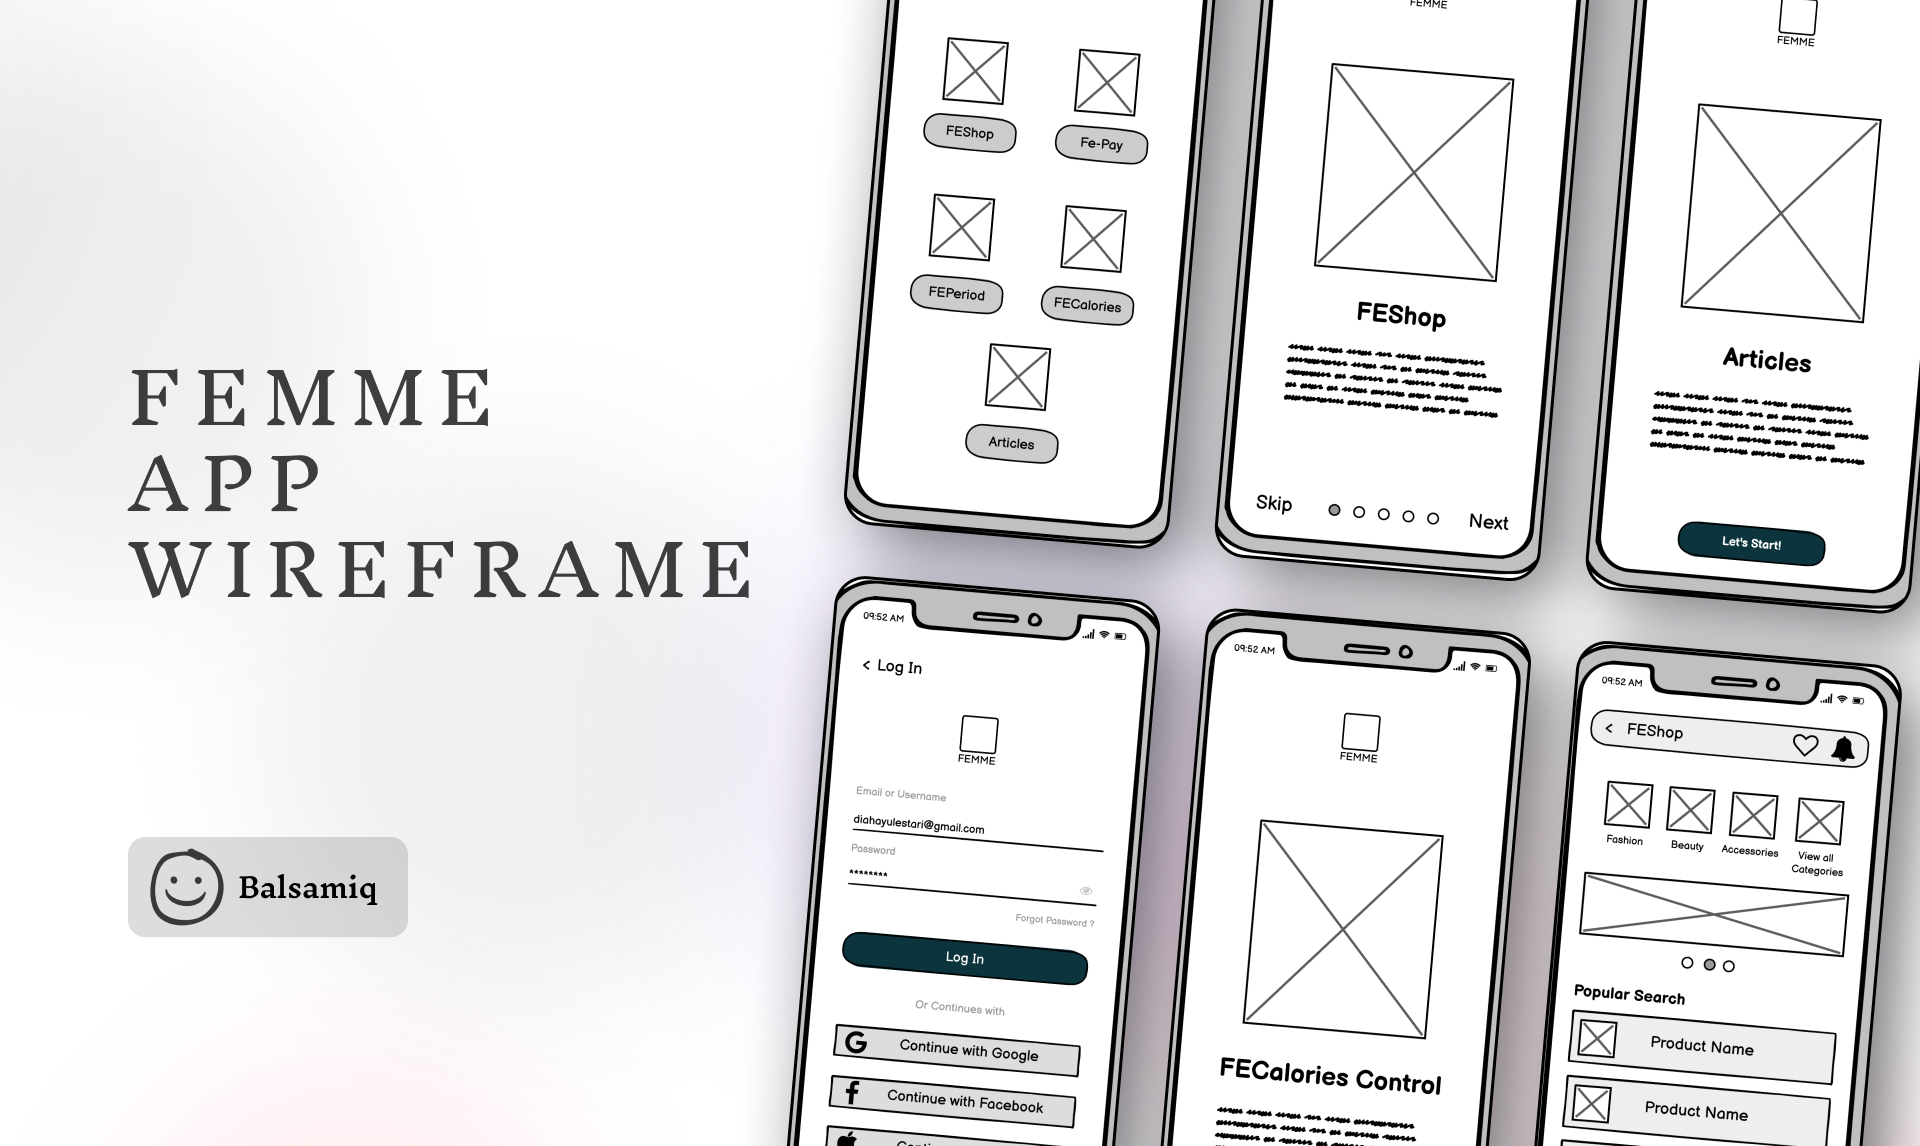 FEMME
APP
WIREFRAME
Balsamiq
FEShop
Fe-Pay
FEPeriod
FECalories
Articles
FEMME
FEShop
Skip
Next
FEMME
Articles
Let's Start!
09:52 AM
< Log In
FEMME
Email or Username
diahayulestari@gmail.com
Password
********
Forgot Password ?
Log In
Or Continues with
Continue with Google
Continue with Facebook
09:52 AM
FEMME
FECalories Control
09:52 AM
< FEShop
Fashion
Beauty
Accessories
View all
Categories
Popular Search
Product Name
Product Name